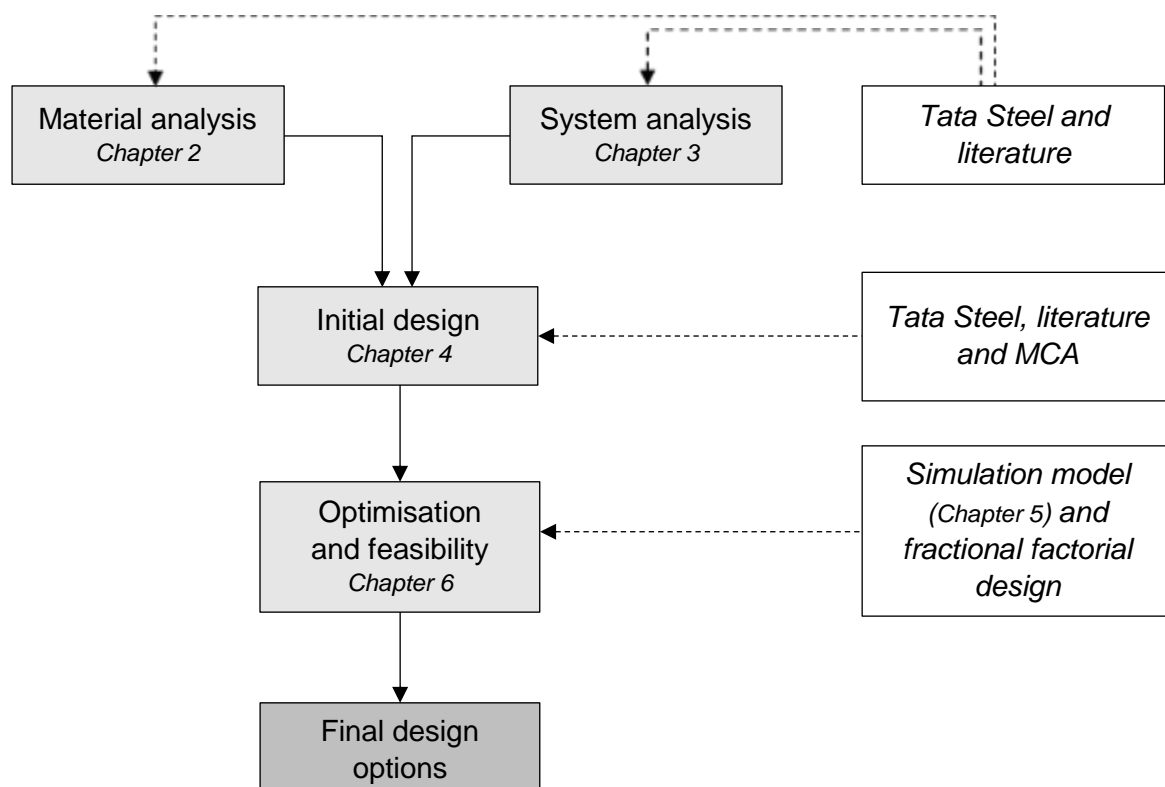 Material analysis
Chapter 2
System analysis
Chapter 3
Tata Steel and
literature
Initial design
Chapter 4
Tata Steel, literature
and MCA
Optimisation
and feasibility
Chapter 6
Simulation model
(Chapter 5) and
fractional factorial
design
Final design
options